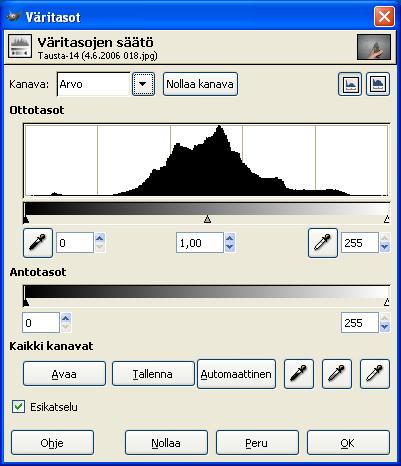 Väritasot
Väritasojen säätö
Tausta-14 (4.6.2006 018.jpg)
Kanava: Arvo Nollaa kanava
Ottotasot
0 1,00 255
Antotasot
0 255
Kaikki kanavat
Avaa Tallenna Automaattinen
Esikatselu
Ohje Nollaa Peru OK